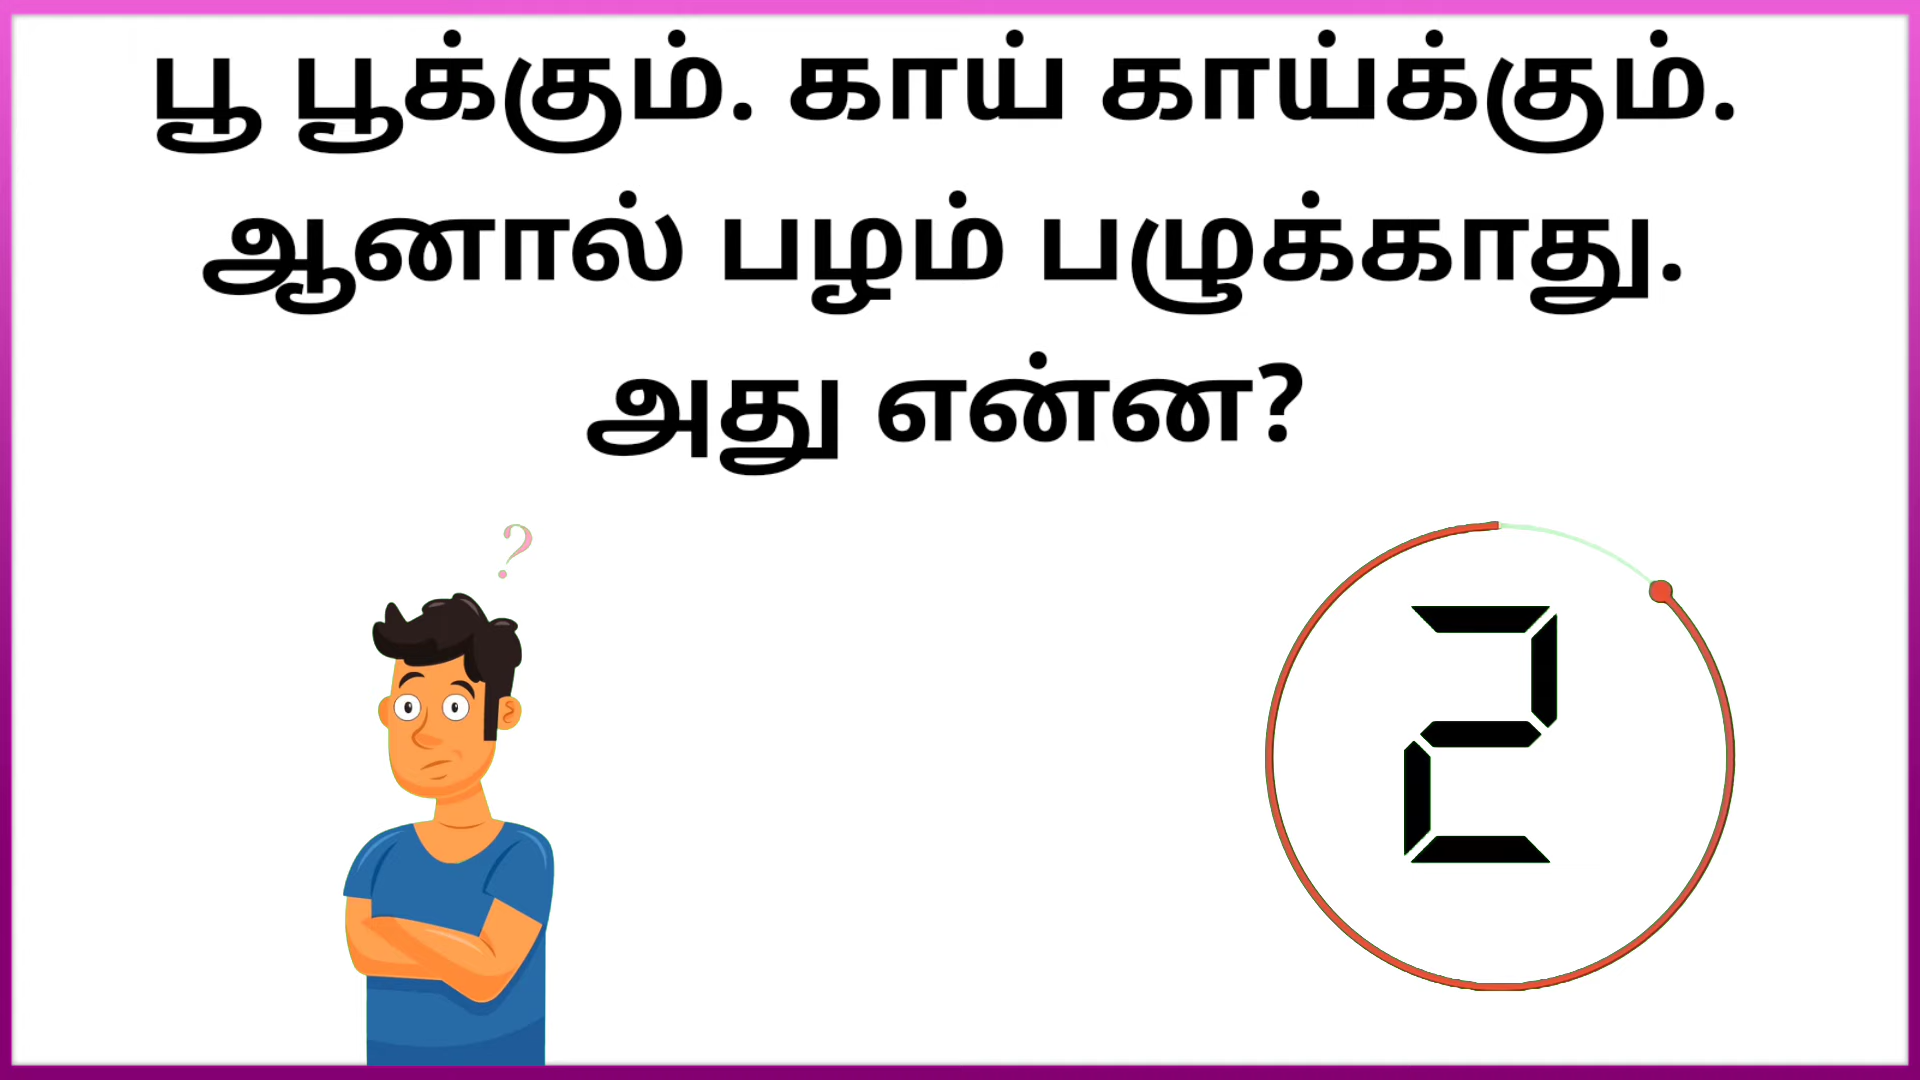 பூ பூக்கும். காய் காய்க்கும்.
ஆனால் பழம் பழுக்காது.
அது என்ன?
?
2